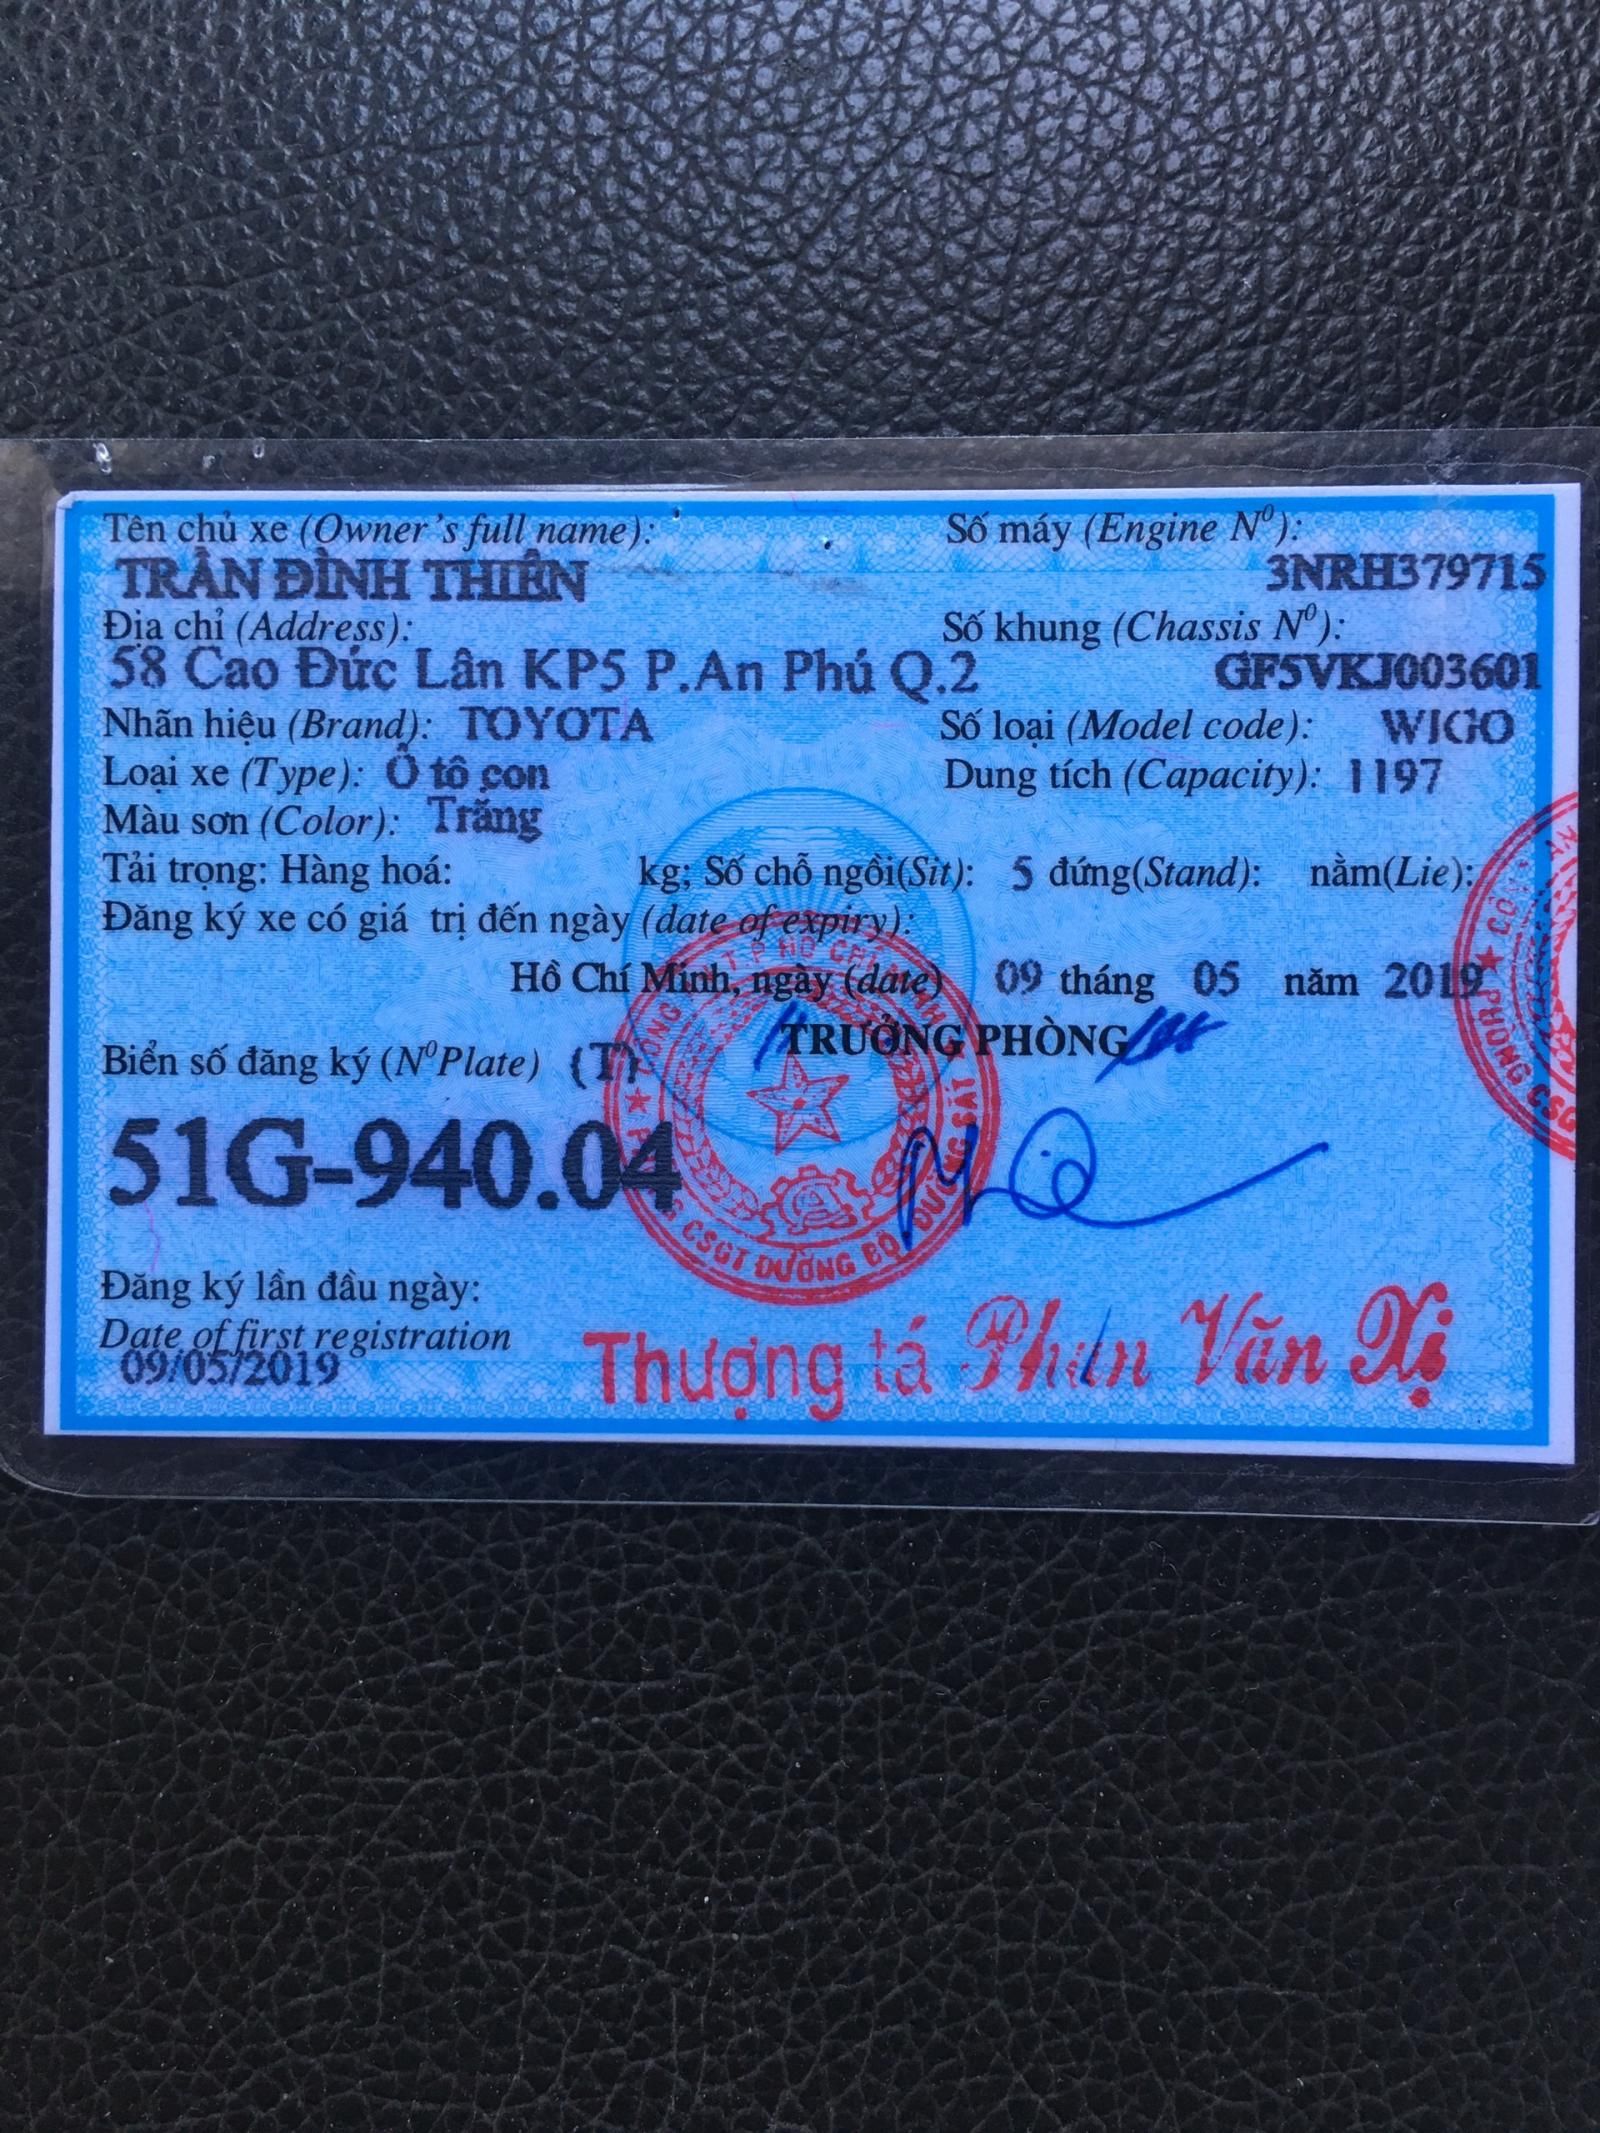 Tên chủ xe (Owner's full name):
Số máy (Engine N⁰):
TRẦN ĐÌNH THIÊN
3NRH379715
Địa chỉ (Address):
Số khung (Chassis N⁰):
58 Cao Đức Lân KP5 P.An Phú Q.2
GF5VKJ003601
Nhãn hiệu (Brand): TOYOTA
Số loại (Model code): WIGO
Loại xe (Type): Ô tô con
Dung tích (Capacity): 1197
Màu sơn (Color): Trắng
Tải trọng: Hàng hoá: kg; Số chỗ ngồi(Sit): 5 đứng(Stand): nằm(Lie):
Đăng ký xe có giá trị đến ngày (date of expiry):
Hồ Chí Minh, ngày (date) 09 tháng 05 năm 2019
TRƯỞNG PHÒNG
Biển số đăng ký (N⁰Plate) (T)
51G-940.04
CSGT ĐƯỜNG BỘ ĐƯỜNG SẮT
Đăng ký lần đầu ngày:
Date of first registration
09/05/2019
Thượng tá Phan Văn Xị